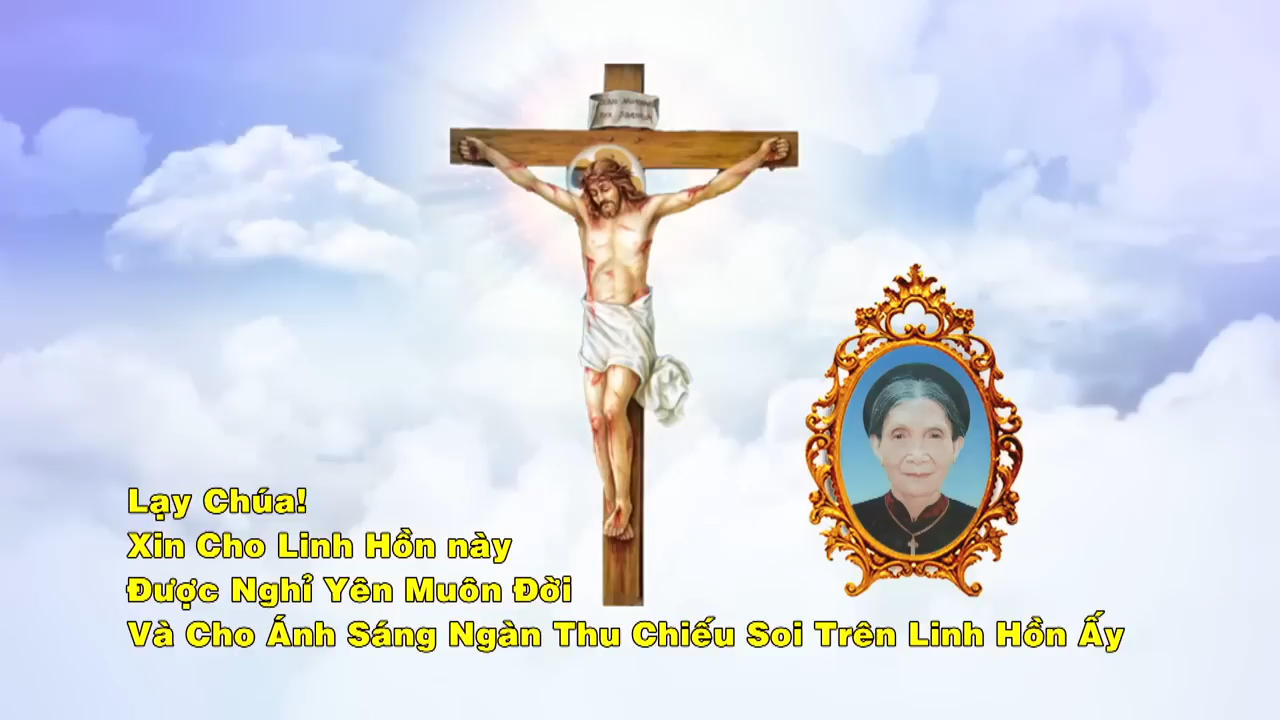 Lạy Chúa!
Xin Cho Linh Hồn này
Được Nghỉ Yên Muôn Đời
Và Cho Ánh Sáng Ngàn Thu Chiếu Soi Trên Linh Hồn Ấy